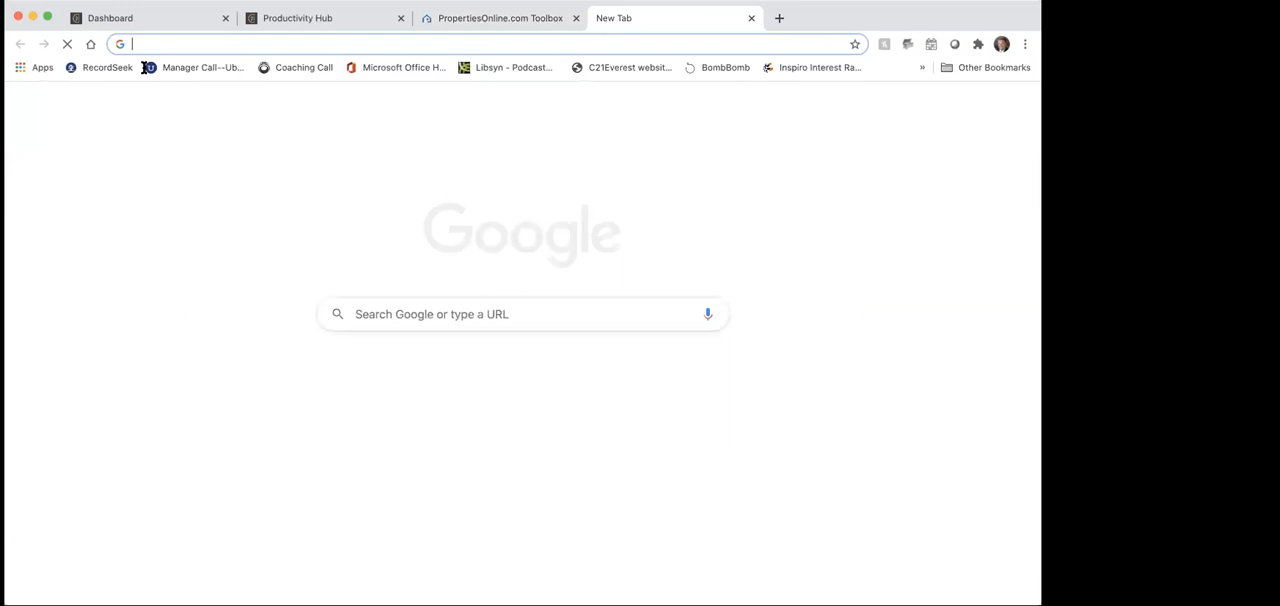 Dashboard Productivity Hub PropertiesOnline.com Toolbox New Tab
Apps RecordSeek Manager Call--Ub... Coaching Call Microsoft Office H... Libsyn - Podcast... C21Everest websit... BombBomb Inspiro Interest Ra... » Other Bookmarks
Google
Search Google or type a URL